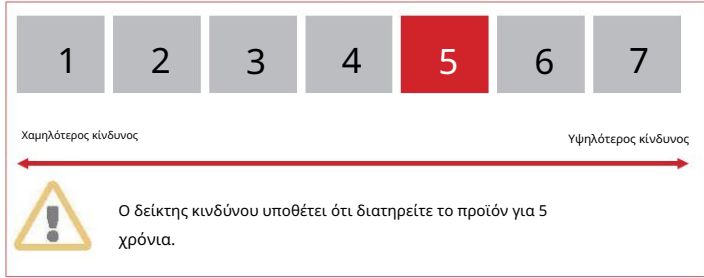 1 2 3 4 5 6 7
Χαμηλότερος κίνδυνος Υψηλότερος κίνδυνος
Ο δείκτης κινδύνου υποθέτει ότι διατηρείτε το προϊόν για 5
χρόνια.